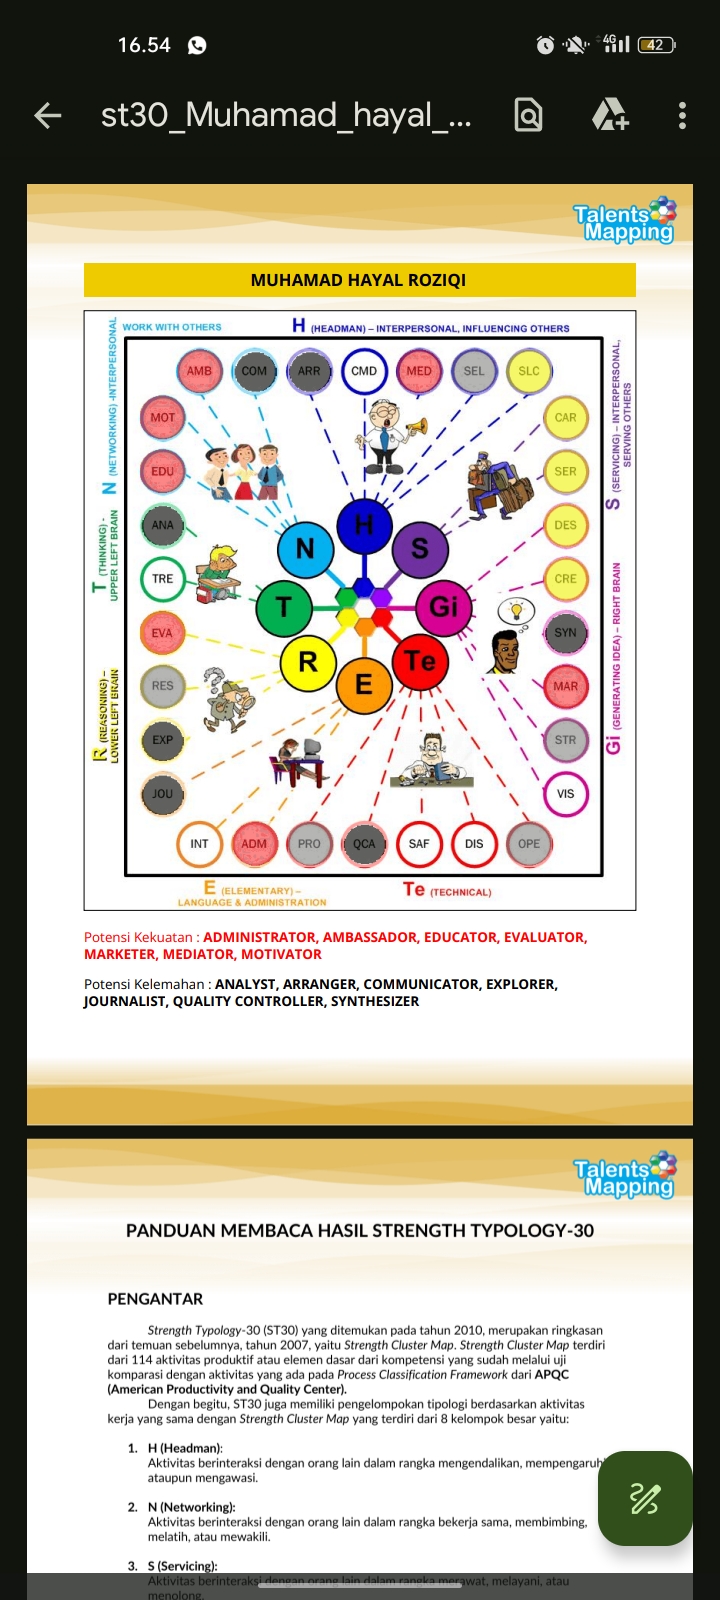 16.54
4G
42
st30_Muhamad_hayal_...
Talents
Mapping
MUHAMAD HAYAL ROZIQI
WORK WITH OTHERS
H (HEADMAN) – INTERPERSONAL, INFLUENCING OTHERS
N (NETWORKING) -INTERPERSONAL
S (SERVICING) – INTERPERSONAL,
SERVING OTHERS
AMB COM ARR CMD MED SEL SLC
MOT CAR
EDU SER
ANA DES
TRE CRE
EVA SYN
RES MAR
EXP STR
JOU VIS
INT ADM PRO QCA SAF DIS OPE
H
N S
T Gi
R Te
E
T (THINKING) -
UPPER LEFT BRAIN
R (REASONING) –
LOWER LEFT BRAIN
Gi (GENERATING IDEA) – RIGHT BRAIN
E (ELEMENTARY) –
LANGUAGE & ADMINISTRATION
Te (TECHNICAL)
Potensi Kekuatan : ADMINISTRATOR, AMBASSADOR, EDUCATOR, EVALUATOR,
MARKETER, MEDIATOR, MOTIVATOR
Potensi Kelemahan : ANALYST, ARRANGER, COMMUNICATOR, EXPLORER,
JOURNALIST, QUALITY CONTROLLER, SYNTHESIZER
Talents
Mapping
PANDUAN MEMBACA HASIL STRENGTH TYPOLOGY-30
PENGANTAR
Strength Typology-30 (ST30) yang ditemukan pada tahun 2010, merupakan ringkasan
dari temuan sebelumnya, tahun 2007, yaitu Strength Cluster Map. Strength Cluster Map terdiri
dari 114 aktivitas produktif atau elemen dasar dari kompetensi yang sudah melalui uji
komparasi dengan aktivitas yang ada pada Process Classification Framework dari APQC
(American Productivity and Quality Center).
Dengan begitu, ST30 juga memiliki pengelompokan tipologi berdasarkan aktivitas
kerja yang sama dengan Strength Cluster Map yang terdiri dari 8 kelompok besar yaitu:
1. H (Headman):
Aktivitas berinteraksi dengan orang lain dalam rangka mengendalikan, mempengaruh
ataupun mengawasi.
2. N (Networking):
Aktivitas berinteraksi dengan orang lain dalam rangka bekerja sama, membimbing,
melatih, atau mewakili.
3. S (Servicing):
Aktivitas berinteraksi dengan orang lain dalam rangka merawat, melayani, atau
menolong.